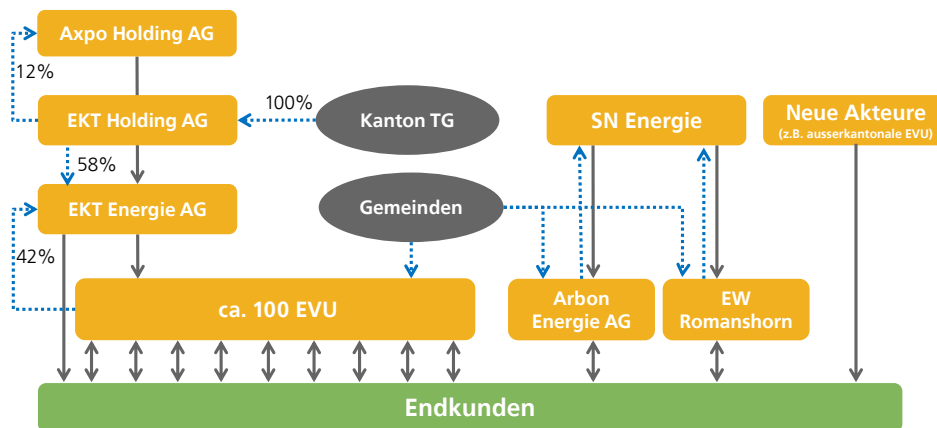 Axpo Holding AG
12%
EKT Holding AG
100%
Kanton TG
SN Energie
Neue Akteure
(z.B. ausserkantonale EVU)
58%
EKT Energie AG
Gemeinden
42%
ca. 100 EVU
Arbon
Energie AG
EW
Romanshorn
Endkunden